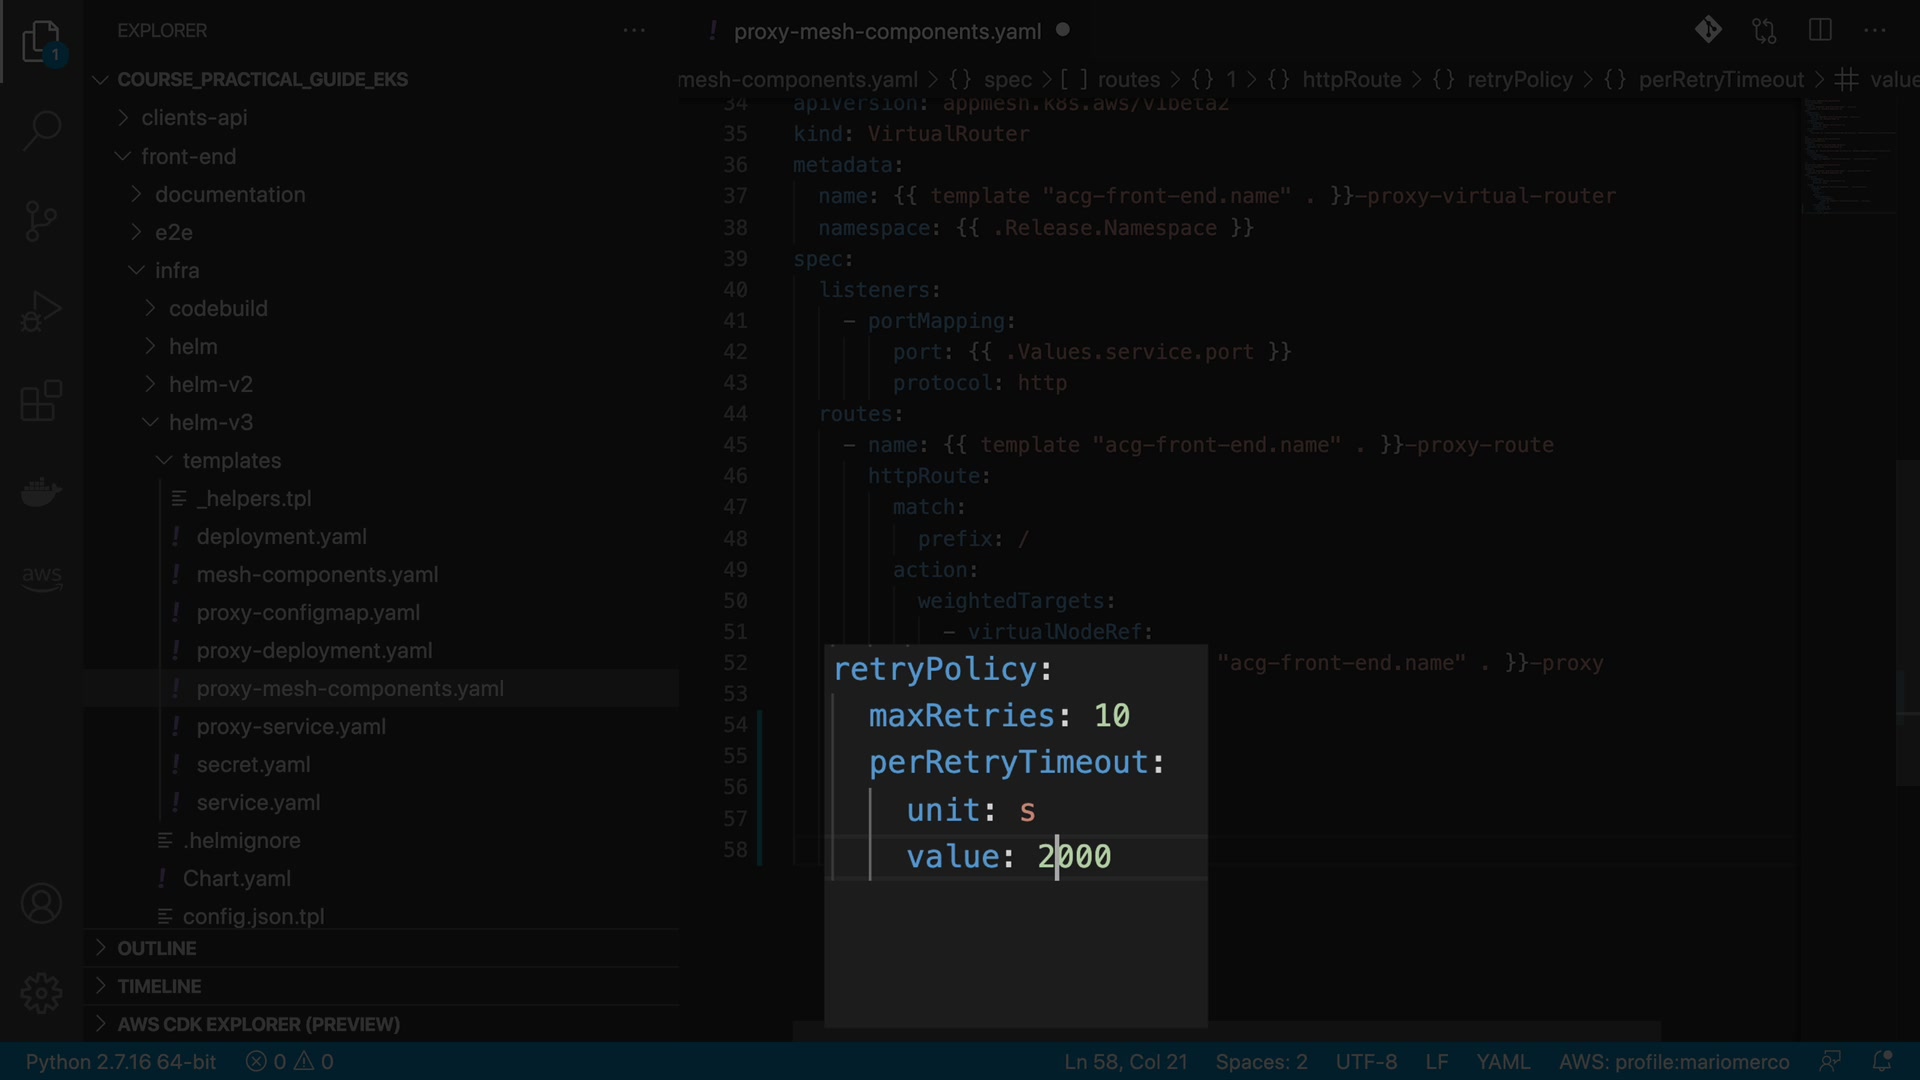 EXPLORER
1
COURSE_PRACTICAL_GUIDE_EKS
clients-api
front-end
documentation
e2e
infra
codebuild
helm
helm-v2
helm-v3
templates
_helpers.tpl
! deployment.yaml
! mesh-components.yaml
! proxy-configmap.yaml
! proxy-deployment.yaml
! proxy-mesh-components.yaml
! proxy-service.yaml
! secret.yaml
! service.yaml
.helmignore
! Chart.yaml
config.json.tpl
OUTLINE
TIMELINE
AWS CDK EXPLORER (PREVIEW)
aws
! proxy-mesh-components.yaml
mesh-components.yaml > {} spec > [ ] routes > {} 1 > {} httpRoute > {} retryPolicy > {} perRetryTimeout > # value
34 apiVersion: appmesh.k8s.aws/v1beta2
35 kind: VirtualRouter
36 metadata:
37 name: {{ template "acg-front-end.name" . }}-proxy-virtual-router
38 namespace: {{ .Release.Namespace }}
39 spec:
40 listeners:
41 - portMapping:
42 port: {{ .Values.service.port }}
43 protocol: http
44 routes:
45 - name: {{ template "acg-front-end.name" . }}-proxy-route
46 httpRoute:
47 match:
48 prefix: /
49 action:
50 weightedTargets:
51 - virtualNodeRef:
52 "acg-front-end.name" . }}-proxy
53
54
55
56
57
58
retryPolicy:
maxRetries: 10
perRetryTimeout:
unit: s
value: 2000
Python 2.7.16 64-bit 0 0 Ln 58, Col 21 Spaces: 2 UTF-8 LF YAML AWS: profile:mariomerco